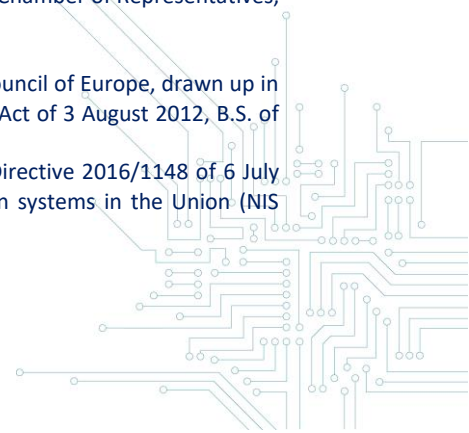 Chamber of Representatives,
ouncil of Europe, drawn up in
Act of 3 August 2012, B.S. of
Directive 2016/1148 of 6 July
n systems in the Union (NIS